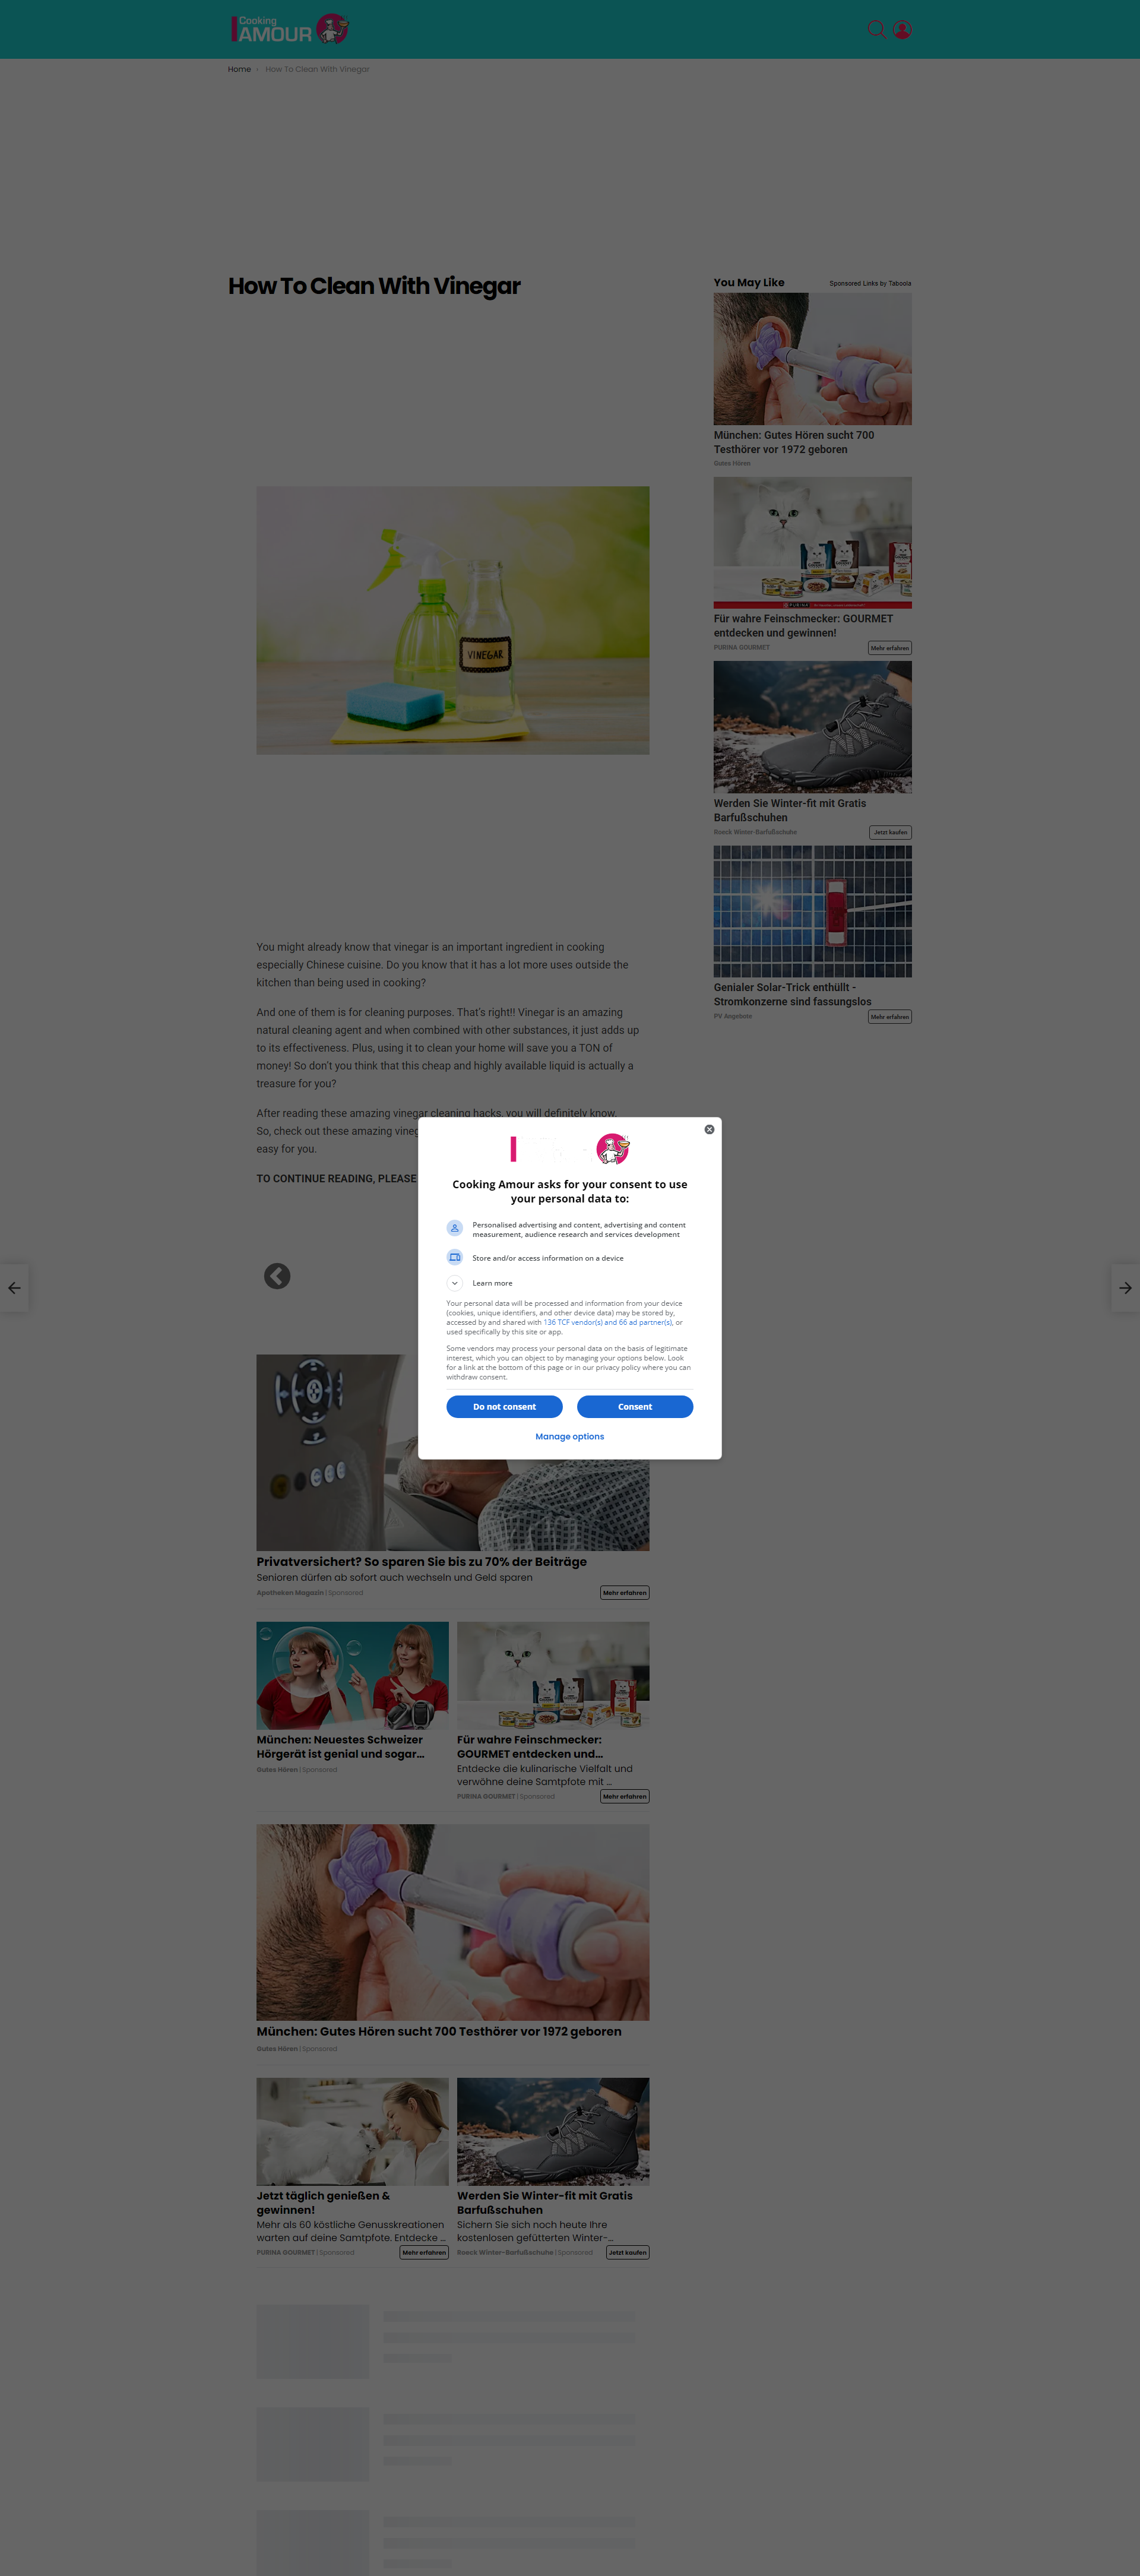 Cooking
AMOUR
Home › How To Clean With Vinegar
How To Clean With Vinegar
VINEGAR
You might already know that vinegar is an important ingredient in cooking
especially Chinese cuisine. Do you know that it has a lot more uses outside the
kitchen than being used in cooking?
And one of them is for cleaning purposes. That's right!! Vinegar is an amazing
natural cleaning agent and when combined with other substances, it just adds up
to its effectiveness. Plus, using it to clean your home will save you a TON of
money! So don't you think that this cheap and highly available liquid is actually a
treasure for you?
After reading these amazing vinegar cleaning hacks, you will definitely know.
So, check out these amazing vineg
easy for you.
TO CONTINUE READING, PLEASE
You May Like
Sponsored Links by Taboola
München: Gutes Hören sucht 700
Testhörer vor 1972 geboren
Gutes Hören
PURINA
Für wahre Feinschmecker: GOURMET
entdecken und gewinnen!
PURINA GOURMET
Mehr erfahren
Werden Sie Winter-fit mit Gratis
Barfußschuhen
Roeck Winter-Barfußschuhe
Jetzt kaufen
Genialer Solar-Trick enthüllt -
Stromkonzerne sind fassungslos
PV Angebote
Mehr erfahren
Cooking Amour asks for your consent to use
your personal data to:
Personalised advertising and content, advertising and content
measurement, audience research and services development
Store and/or access information on a device
Learn more
Your personal data will be processed and information from your device
(cookies, unique identifiers, and other device data) may be stored by,
accessed by and shared with 136 TCF vendor(s) and 66 ad partner(s), or
used specifically by this site or app.
Some vendors may process your personal data on the basis of legitimate
interest, which you can object to by managing your options below. Look
for a link at the bottom of this page or in our privacy policy where you can
withdraw consent.
Do not consent
Consent
Manage options
Privatversichert? So sparen Sie bis zu 70% der Beiträge
Senioren dürfen ab sofort auch wechseln und Geld sparen
Apotheken Magazin | Sponsored
Mehr erfahren
München: Neuestes Schweizer
Hörgerät ist genial und sogar...
Gutes Hören | Sponsored
Für wahre Feinschmecker:
GOURMET entdecken und...
Entdecke die kulinarische Vielfalt und
verwöhne deine Samtpfote mit ...
PURINA GOURMET | Sponsored
Mehr erfahren
München: Gutes Hören sucht 700 Testhörer vor 1972 geboren
Gutes Hören | Sponsored
Jetzt täglich genießen &
gewinnen!
Mehr als 60 köstliche Genusskreationen
warten auf deine Samtpfote. Entdecke ...
PURINA GOURMET | Sponsored
Mehr erfahren
Werden Sie Winter-fit mit Gratis
Barfußschuhen
Sichern Sie sich noch heute Ihre
kostenlosen gefütterten Winter-...
Roeck Winter-Barfußschuhe | Sponsored
Jetzt kaufen